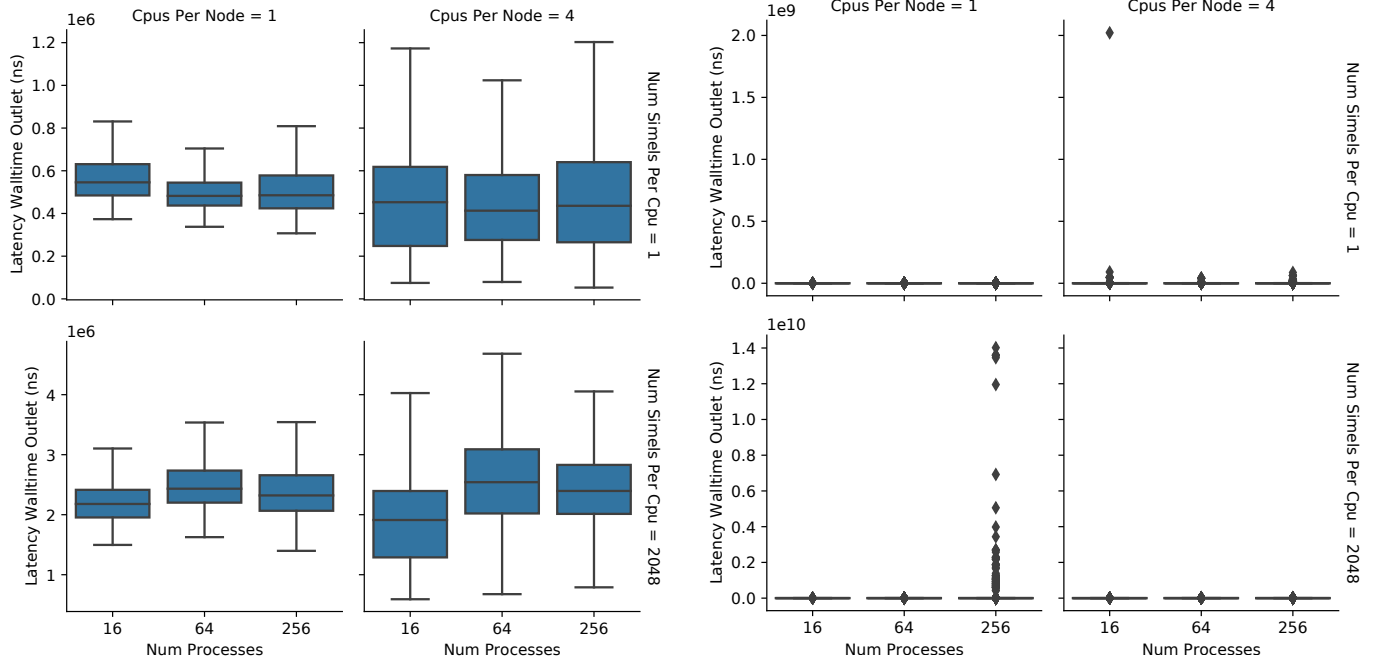 Cpus Per Node = 1
Cpus Per Node = 4
1e6
Latency Walltime Outlet (ns)
1.2
1.0
0.8
0.6
0.4
0.2
0.0
Num Simels Per Cpu = 1
1e6
Latency Walltime Outlet (ns)
4
3
2
1
Num Simels Per Cpu = 2048
16
64
256
16
64
256
Num Processes
Num Processes
Cpus Per Node = 1
Cpus Per Node = 4
1e9
Latency Walltime Outlet (ns)
2.0
1.5
1.0
0.5
0.0
Num Simels Per Cpu = 1
1e10
Latency Walltime Outlet (ns)
1.4
1.2
1.0
0.8
0.6
0.4
0.2
0.0
Num Simels Per Cpu = 2048
16
64
256
16
64
256
Num Processes
Num Processes